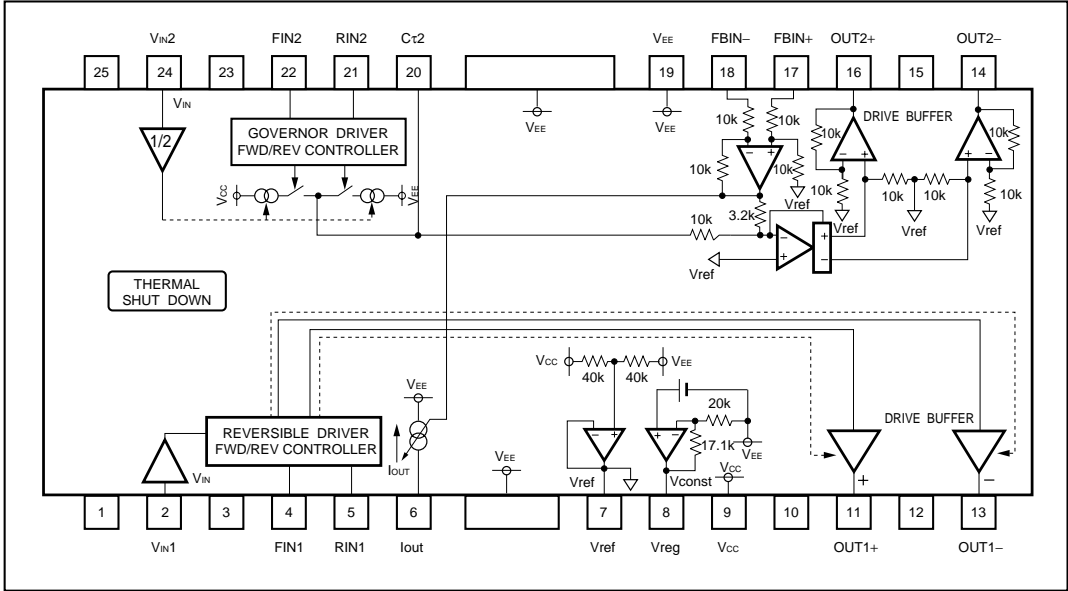 VIN2 FIN2 RIN2 Cτ2 VEE FBIN− FBIN+ OUT2+ OUT2−
25 24 23 22 21 20 19 18 17 16 15 14
VIN
VEE
VEE
DRIVE BUFFER
1/2
GOVERNOR DRIVER
FWD/REV CONTROLLER
10k 10k 10k 10k
− +
− + + −
10k 10k
10k 10k 10k 10k
VCC VEE
Vref Vref Vref Vref
10k 3.2k
−
+
+
−
Vref
THERMAL
SHUT DOWN
VCC VEE
40k 40k
VEE
20k
DRIVE BUFFER
REVERSIBLE DRIVER
FWD/REV CONTROLLER
− +
+ −
17.1k
VEE
IOUT
VIN
VEE
Vref
Vconst
VCC
+ −
1 2 3 4 5 6 7 8 9 10 11 12 13
VIN1 FIN1 RIN1 Iout Vref Vreg VCC OUT1+ OUT1−